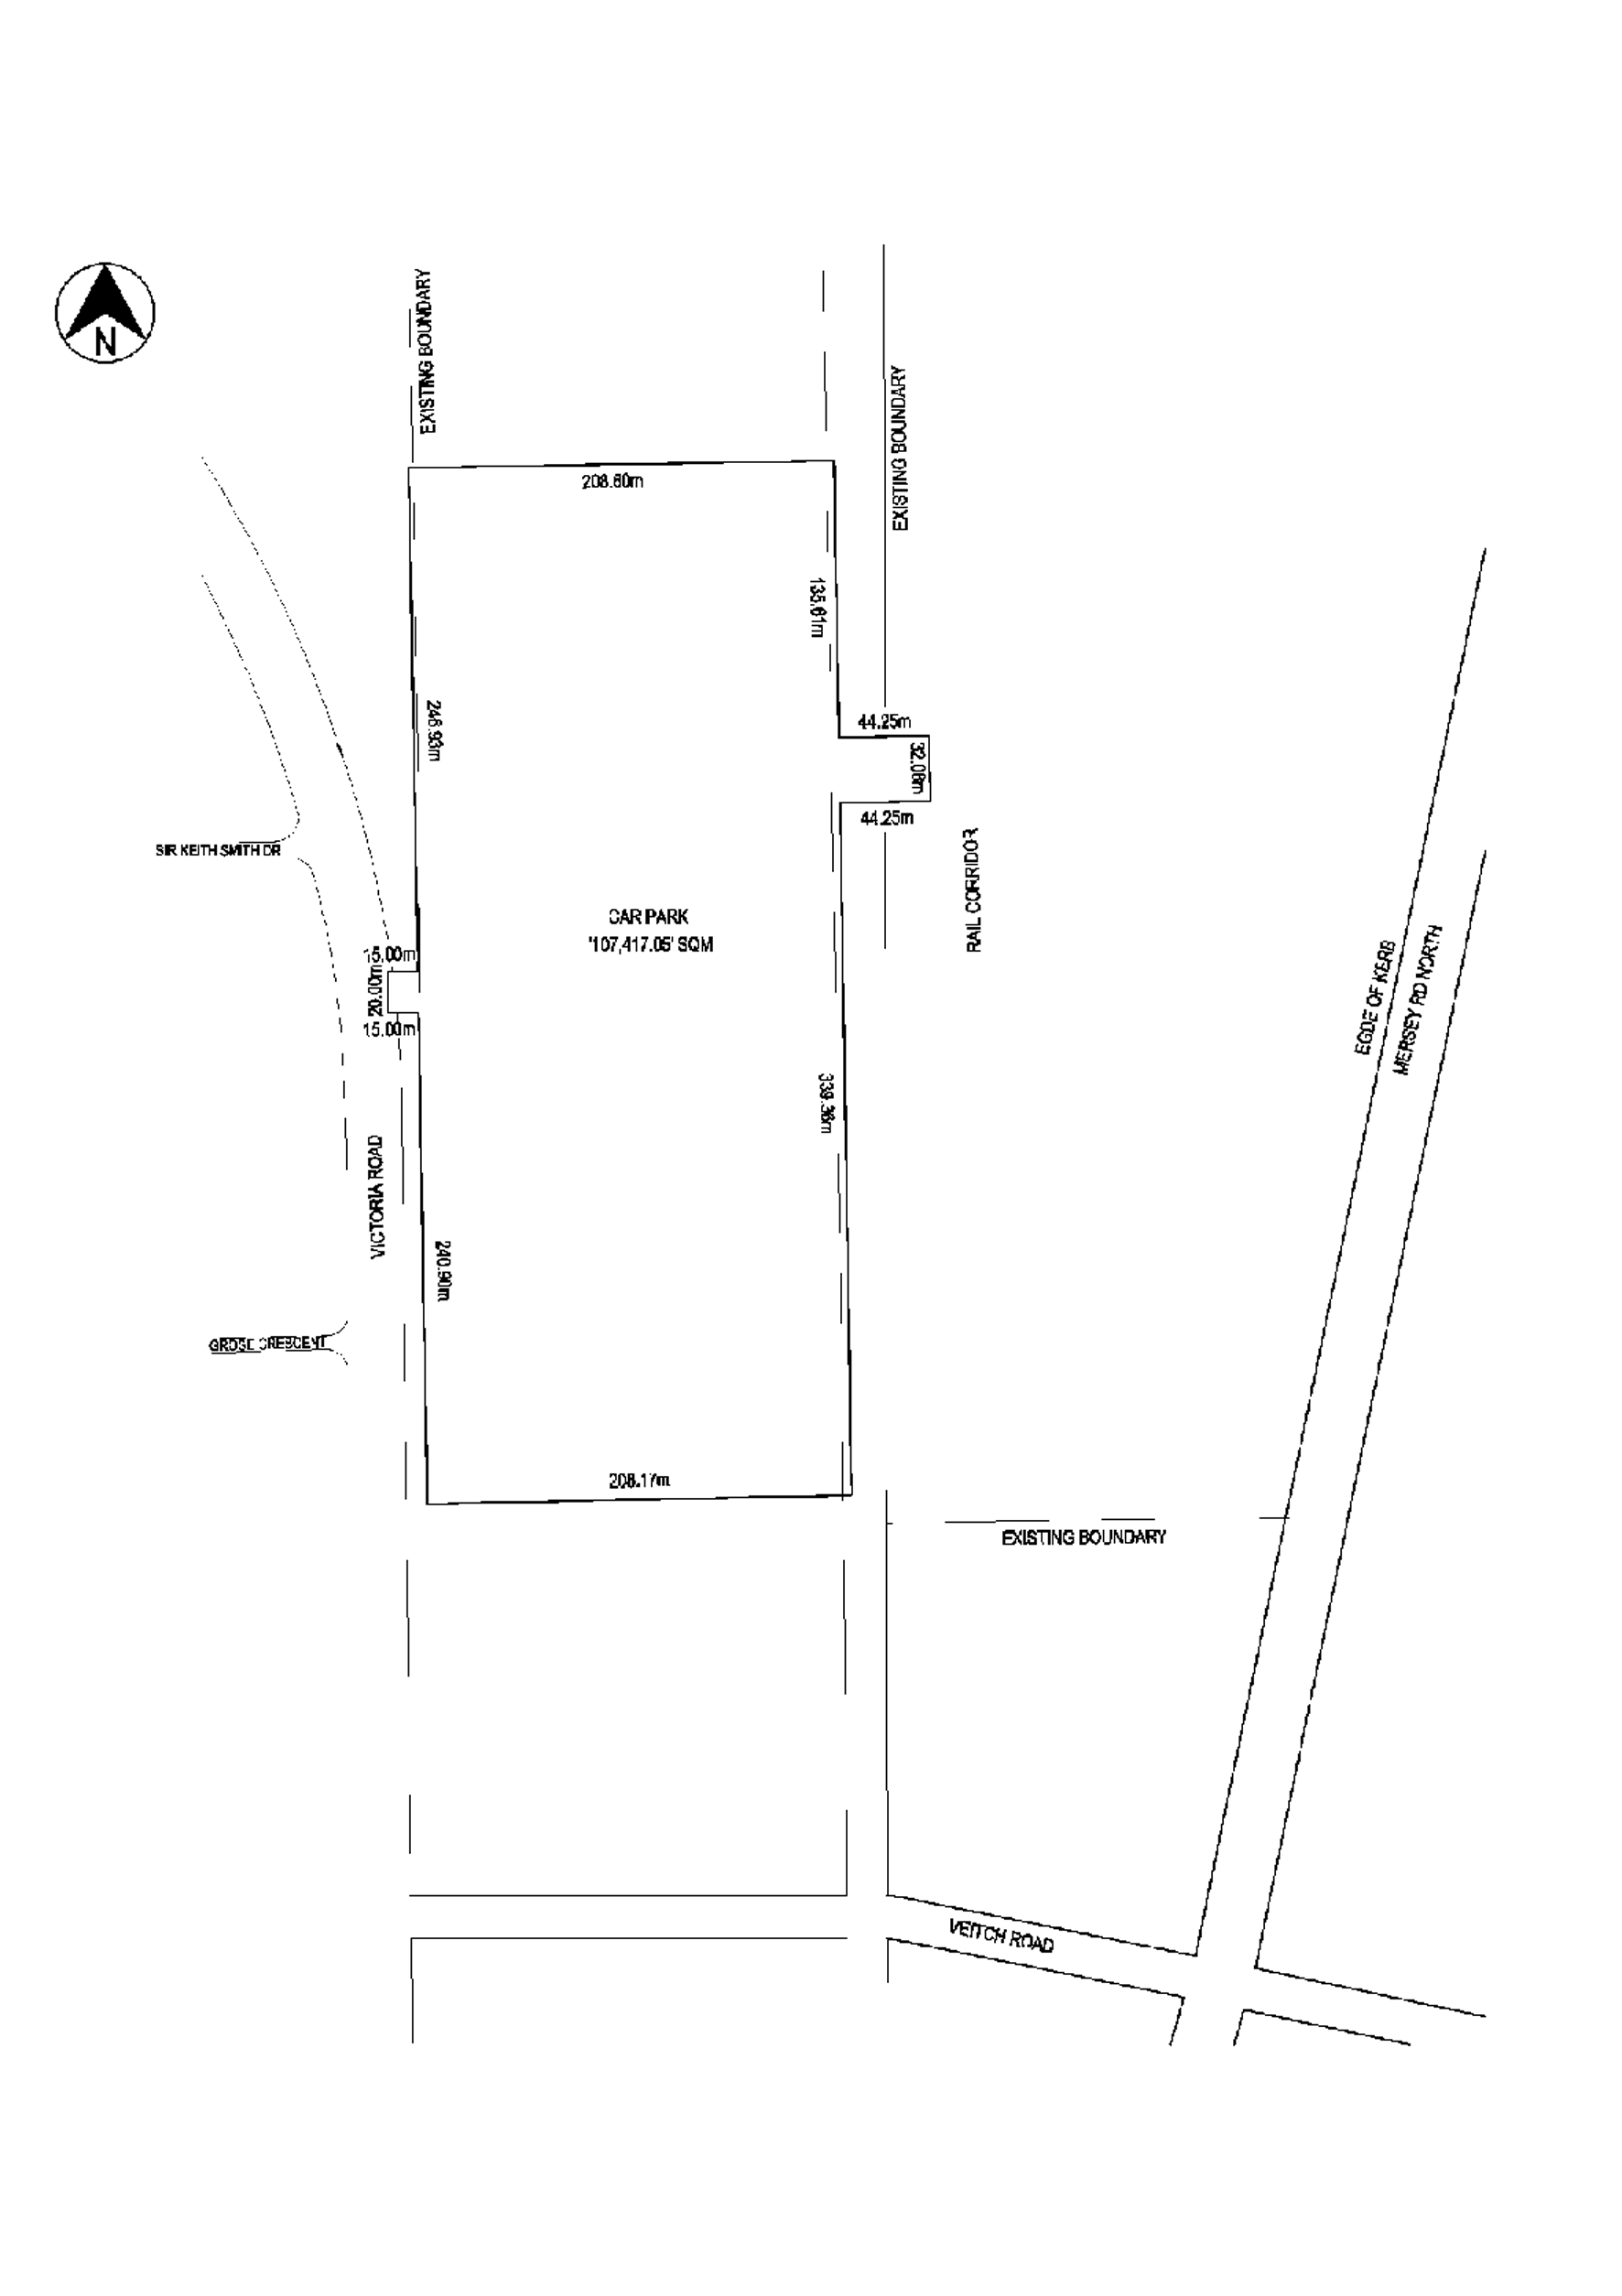 EXISTING BOUNDARY
N
EXISTING BOUNDARY
208.60m
135.61m
246.93m
44.25m
32.08m
44.25m
SIR KEITH SMITH DR
RAIL CORRIDOR
CAR PARK
'107,417.05' SQM
EGDE OF KERB
MERSEY RD NORTH
15.00m
20.00m
15.00m
339.36m
VICTORIA ROAD
240.90m
GROSE CRESCENT
208.17m
EXISTING BOUNDARY
VEITCH ROAD